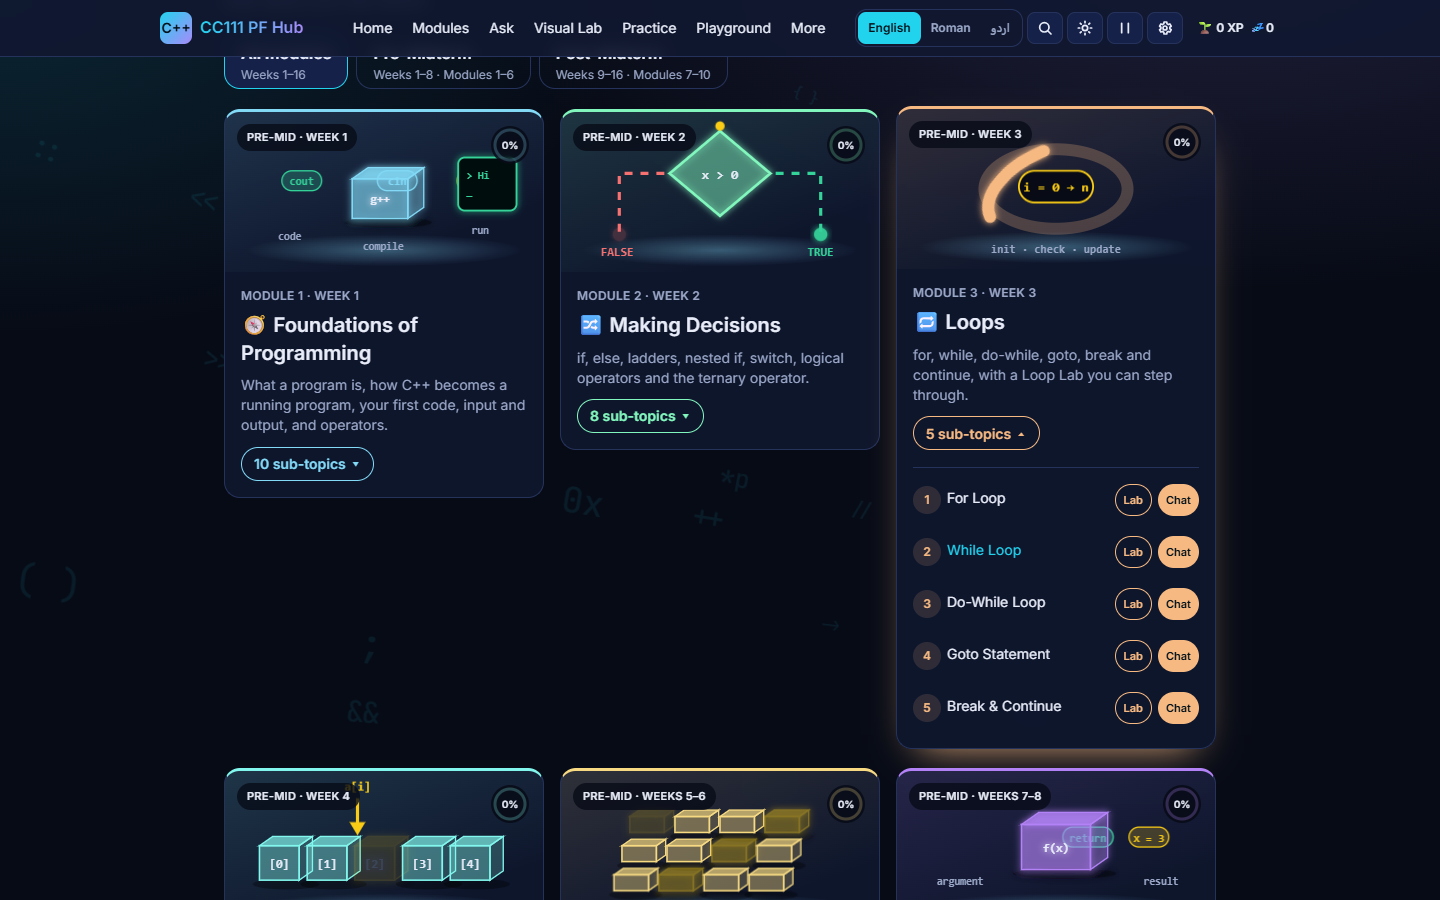 C++ CC111 PF Hub Home Modules Ask Visual Lab Practice Playground More English Roman اردو 0 XP 0
Weeks 1–16
Weeks 1–8 · Modules 1–6
Weeks 9–16 · Modules 7–10
PRE-MID · WEEK 1
0%
cout
cin
g++
> Hi
_
code
compile
run
MODULE 1 · WEEK 1
Foundations of
Programming
What a program is, how C++ becomes a
running program, your first code, input and
output, and operators.
10 sub-topics
PRE-MID · WEEK 2
0%
x > 0
FALSE
TRUE
MODULE 2 · WEEK 2
Making Decisions
if, else, ladders, nested if, switch, logical
operators and the ternary operator.
8 sub-topics
PRE-MID · WEEK 3
0%
i = 0 → n
init · check · update
MODULE 3 · WEEK 3
Loops
for, while, do-while, goto, break and
continue, with a Loop Lab you can step
through.
5 sub-topics
1 For Loop Lab Chat
2 While Loop Lab Chat
3 Do-While Loop Lab Chat
4 Goto Statement Lab Chat
5 Break & Continue Lab Chat
{ }
<<
0x
*p
++
//
( )
;
→
&&
PRE-MID · WEEK 4
0%
[0] [1] [2] [3] [4]
PRE-MID · WEEKS 5–6
0%
PRE-MID · WEEKS 7–8
0%
f(x)
return
x = 3
argument
result